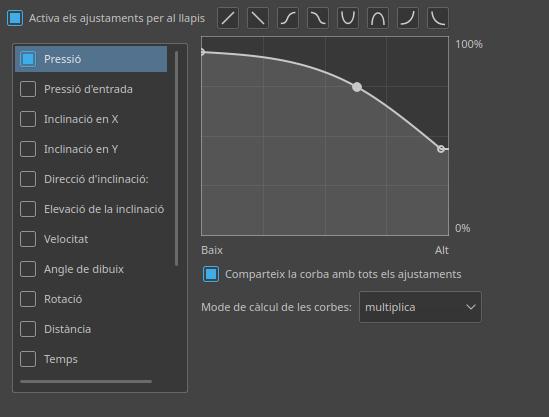 Activa els ajustaments per al llapis
Pressió
Pressió d'entrada
Inclinació en X
Inclinació en Y
Direcció d'inclinació:
Elevació de la inclinació
Velocitat
Angle de dibuix
Rotació
Distància
Temps
100%
0%
Baix Alt
Comparteix la corba amb tots els ajustaments
Mode de càlcul de les corbes: multiplica